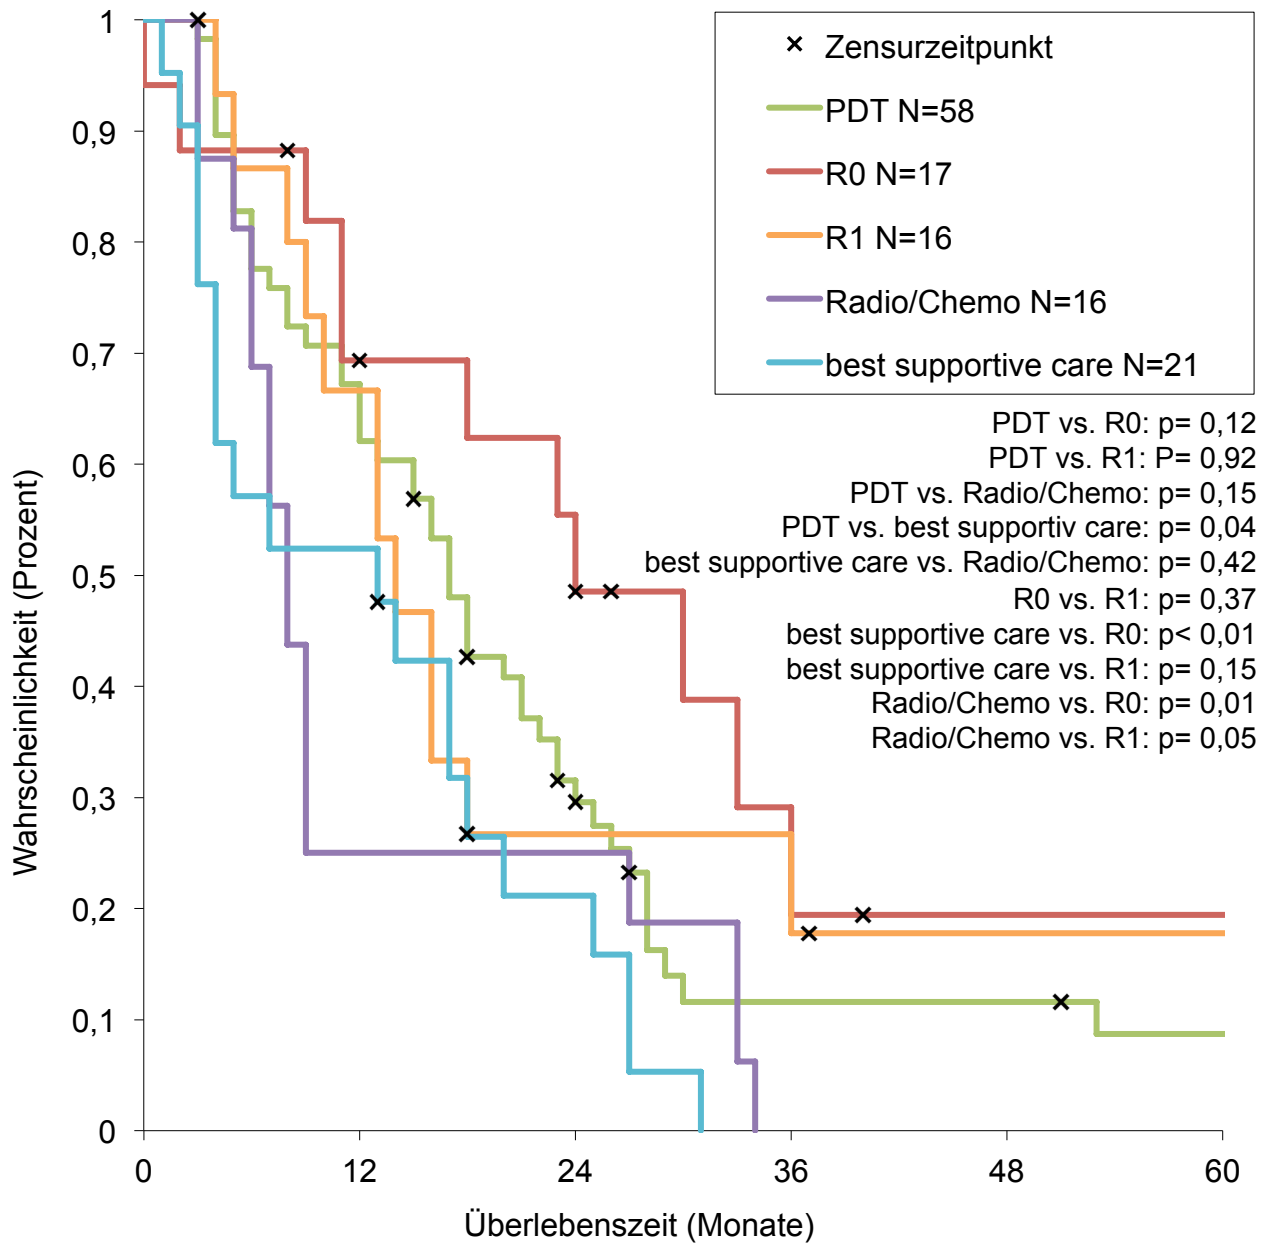 Zensurzeitpunkt
PDT N=58
R0 N=17
R1 N=16
Radio/Chemo N=16
best supportive care N=21
PDT vs. R0: p= 0,12
PDT vs. R1: P= 0,92
PDT vs. Radio/Chemo: p= 0,15
PDT vs. best supportiv care: p= 0,04
best supportive care vs. Radio/Chemo: p= 0,42
R0 vs. R1: p= 0,37
best supportive care vs. R0: p< 0,01
best supportive care vs. R1: p= 0,15
Radio/Chemo vs. R0: p= 0,01
Radio/Chemo vs. R1: p= 0,05
Wahrscheinlichkeit (Prozent)
1
0,9
0,8
0,7
0,6
0,5
0,4
0,3
0,2
0,1
0
0 12 24 36 48 60
Überlebenszeit (Monate)